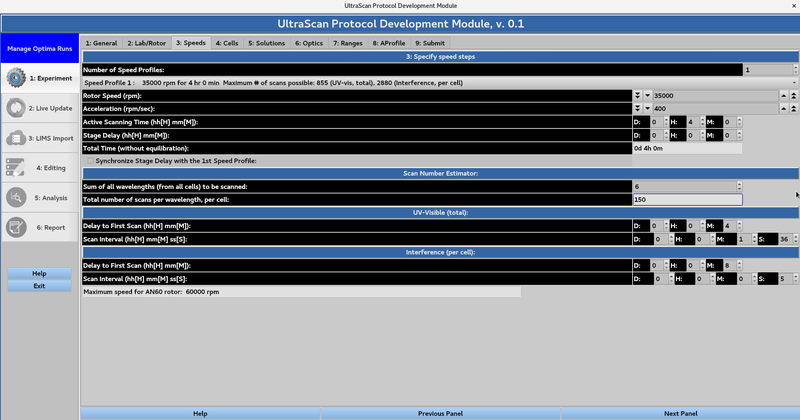 UltraScan Protocol Development Module
UltraScan Protocol Development Module, v. 0.1
Manage Optima Runs
1: Experiment
2: Live Update
3: LIMS Import
4: Editing
5: Analysis
6: Report
Help
Exit
1: General 2: Lab/Rotor 3: Speeds 4: Cells 5: Solutions 6: Optics 7: Ranges 8: AProfile 9: Submit
3: Specify speed steps
Number of Speed Profiles: 1
Speed Profile 1 : 35000 rpm for 4 hr 0 min Maximum # of scans possible: 855 (UV-vis, total), 2880 (Interference, per cell)
Rotor Speed (rpm): 35000
Acceleration (rpm/sec): 400
Active Scanning Time (hh[H] mm[M]): D: 0 H: 4 M: 0
Stage Delay (hh[H] mm[M]): D: 0 H: 0 M: 0
Total Time (without equilibration): 0d 4h 0m
Synchronize Stage Delay with the 1st Speed Profile:
Scan Number Estimator:
Sum of all wavelengths (from all cells) to be scanned: 6
Total number of scans per wavelength, per cell: 150
UV-Visible (total):
Delay to First Scan (hh[H] mm[M]): D: 0 H: 0 M: 4
Scan Interval (hh[H] mm[M] ss[S]: D: 0 H: 0 M: 1 S: 36
Interference (per cell):
Delay to First Scan (hh[H] mm[M]): D: 0 H: 0 M: 8
Scan Interval (hh[H] mm[M] ss[S]: D: 0 H: 0 M: 0 S: 5
Maximum speed for AN60 rotor: 60000 rpm
Help Previous Panel Next Panel